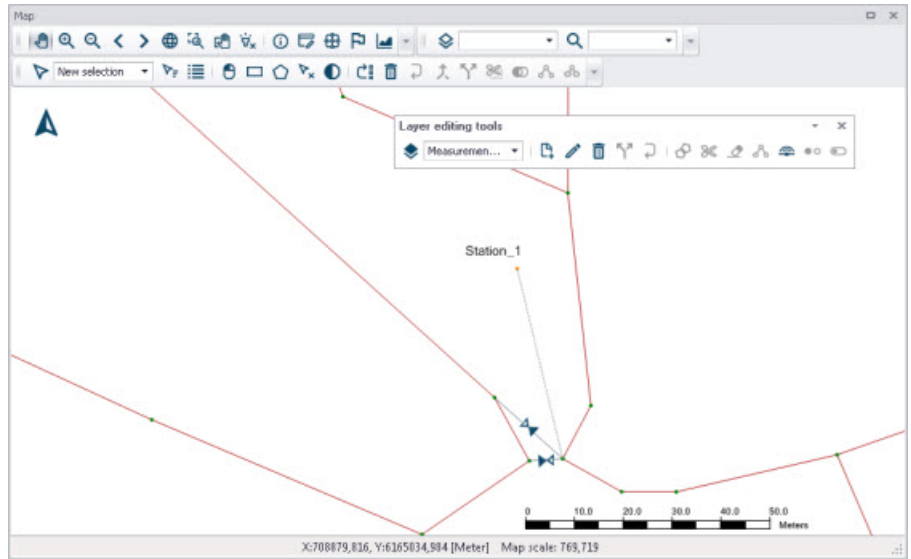 Map
New selection
Layer editing tools
Measuremen...
Station_1
0 10.0 20.0 30.0 40.0 50.0
Meters
X:708879,816, Y:6165034,984 [Meter] Map scale: 769,719